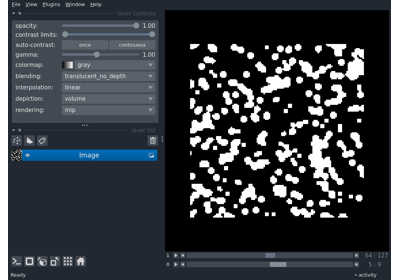 File View Plugins Window Help
layer controls
opacity: 1.00
contrast limits:
auto-contrast: once continuous
gamma: 1.00
colormap: gray
blending: translucent_no_depth
interpolation: linear
depiction: volume
rendering: mip
layer list
Image
1 64 127
0 5 9
Ready activity